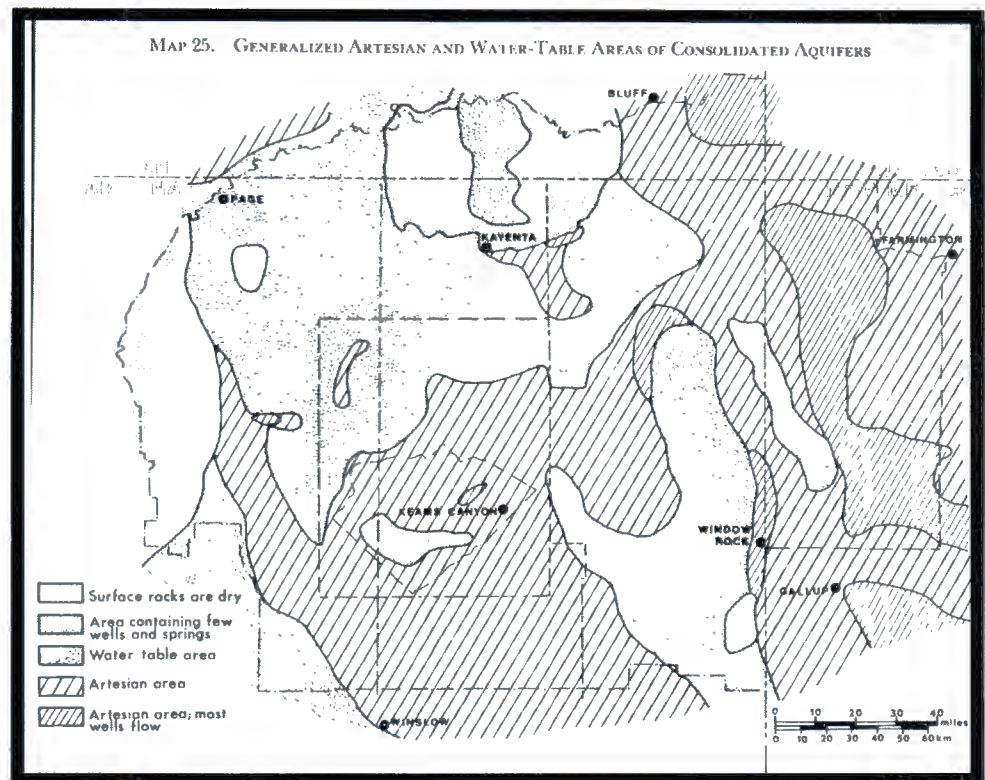 MAP 25. GENERALIZED ARTESIAN AND WATER-TABLE AREAS OF CONSOLIDATED AQUIFERS
BLUFF
PAGE
KAYENTA
FARMINGTON
KEAMS CANYON
WINDOW
ROCK
GALLUP
WINSLOW
Surface rocks are dry
Area containing few
wells and springs
Water table area
Artesian area
Artesian area; most
wells flow
0 10 20 30 40 miles
0 10 20 30 40 50 60 km